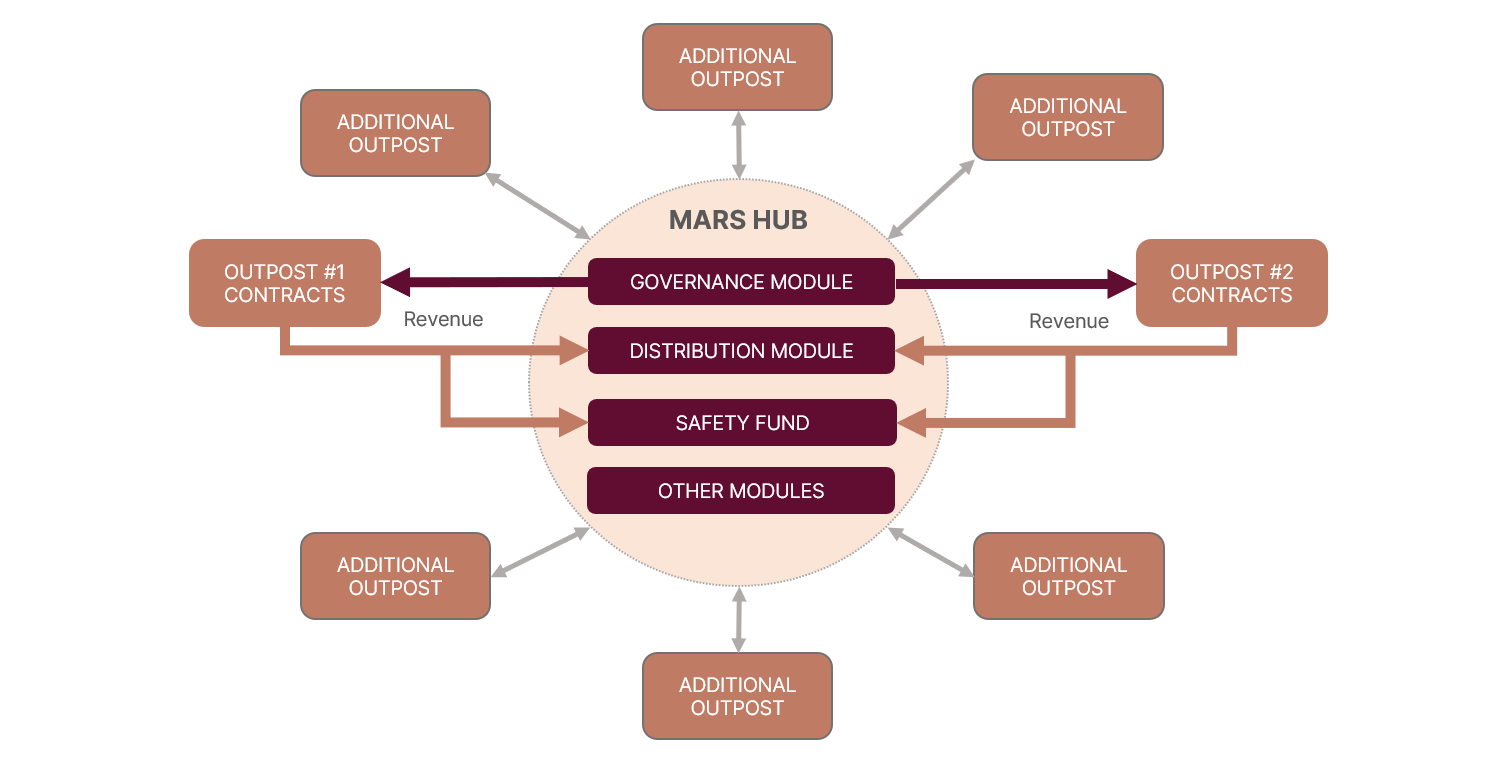 ADDITIONAL
OUTPOST
ADDITIONAL
OUTPOST
ADDITIONAL
OUTPOST
MARS HUB
OUTPOST #1
CONTRACTS
GOVERNANCE MODULE
OUTPOST #2
CONTRACTS
Revenue
Revenue
DISTRIBUTION MODULE
SAFETY FUND
OTHER MODULES
ADDITIONAL
OUTPOST
ADDITIONAL
OUTPOST
ADDITIONAL
OUTPOST